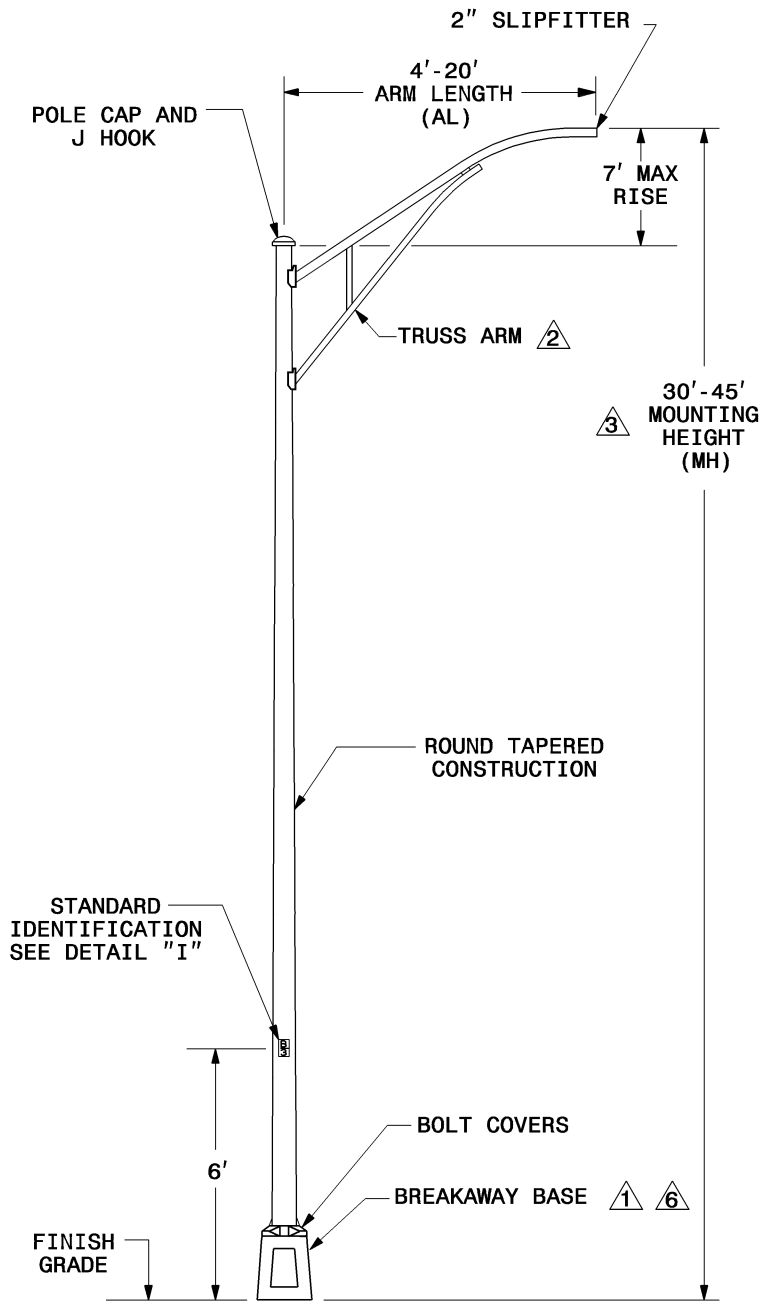 2" SLIPFITTER
4'-20'
ARM LENGTH
(AL)
POLE CAP AND
J HOOK
7' MAX
RISE
TRUSS ARM 2
30'-45'
3 MOUNTING
HEIGHT
(MH)
ROUND TAPERED
CONSTRUCTION
STANDARD
IDENTIFICATION
SEE DETAIL "I"
BOLT COVERS
6'
BREAKAWAY BASE 1 6
FINISH
GRADE